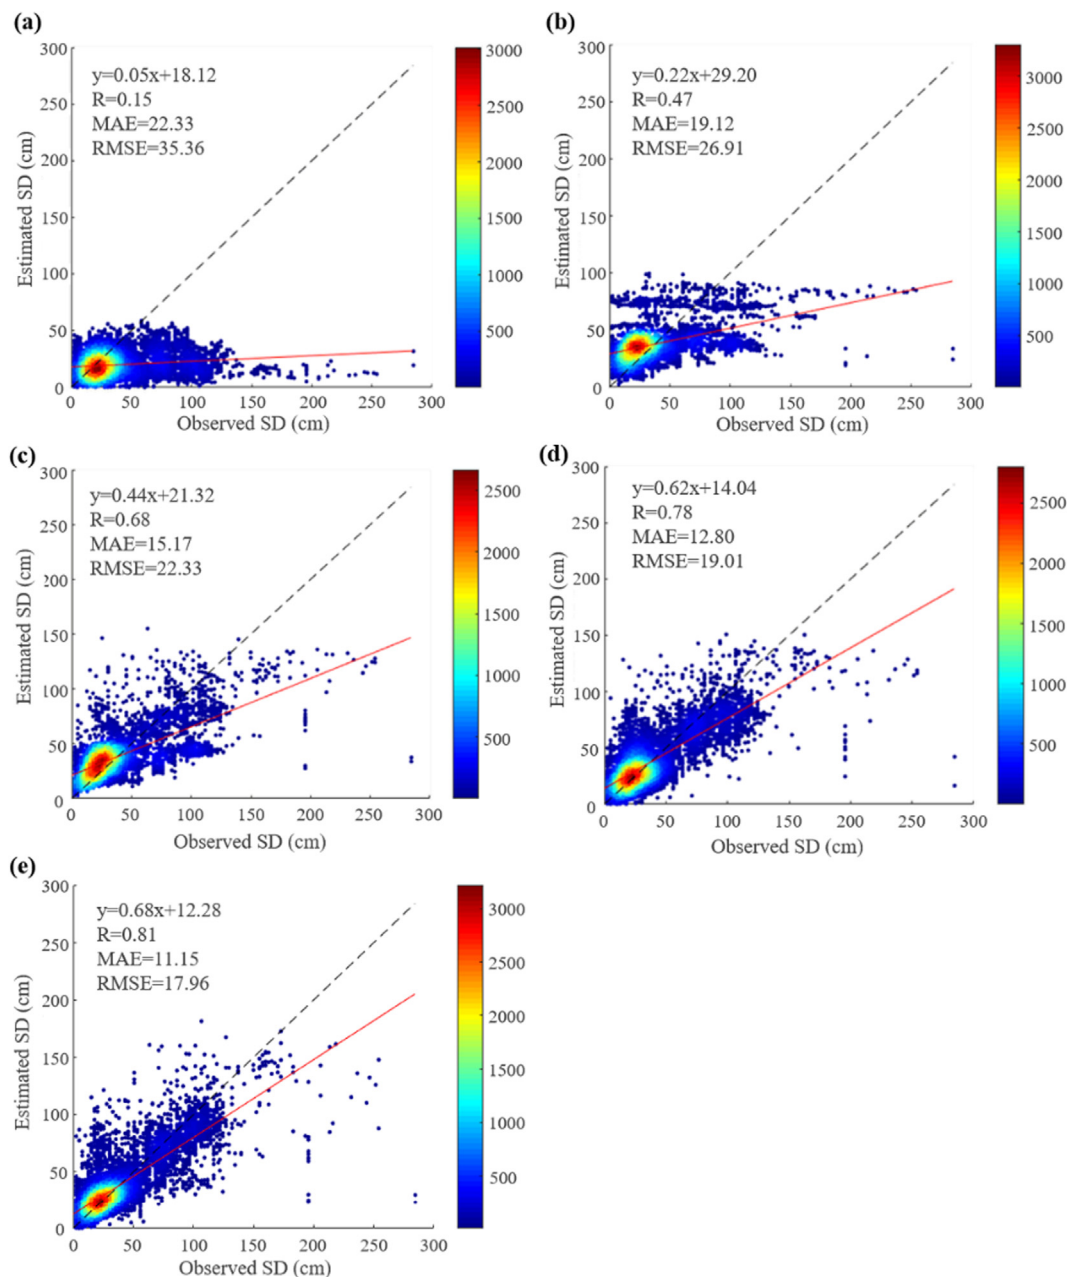 (a)
y=0.05x+18.12
R=0.15
MAE=22.33
RMSE=35.36
Estimated SD (cm)
300
250
200
150
100
50
0
0 50 100 150 200 250 300
Observed SD (cm)
3000
2500
2000
1500
1000
500
(b)
y=0.22x+29.20
R=0.47
MAE=19.12
RMSE=26.91
Estimated SD (cm)
300
250
200
150
100
50
0
0 50 100 150 200 250 300
Observed SD (cm)
3000
2500
2000
1500
1000
500
(c)
y=0.44x+21.32
R=0.68
MAE=15.17
RMSE=22.33
Estimated SD (cm)
300
250
200
150
100
50
0
0 50 100 150 200 250 300
Observed SD (cm)
2500
2000
1500
1000
500
(d)
y=0.62x+14.04
R=0.78
MAE=12.80
RMSE=19.01
Estimated SD (cm)
300
250
200
150
100
50
0
0 50 100 150 200 250 300
Observed SD (cm)
2500
2000
1500
1000
500
(e)
y=0.68x+12.28
R=0.81
MAE=11.15
RMSE=17.96
Estimated SD (cm)
300
250
200
150
100
50
0
0 50 100 150 200 250 300
Observed SD (cm)
3000
2500
2000
1500
1000
500